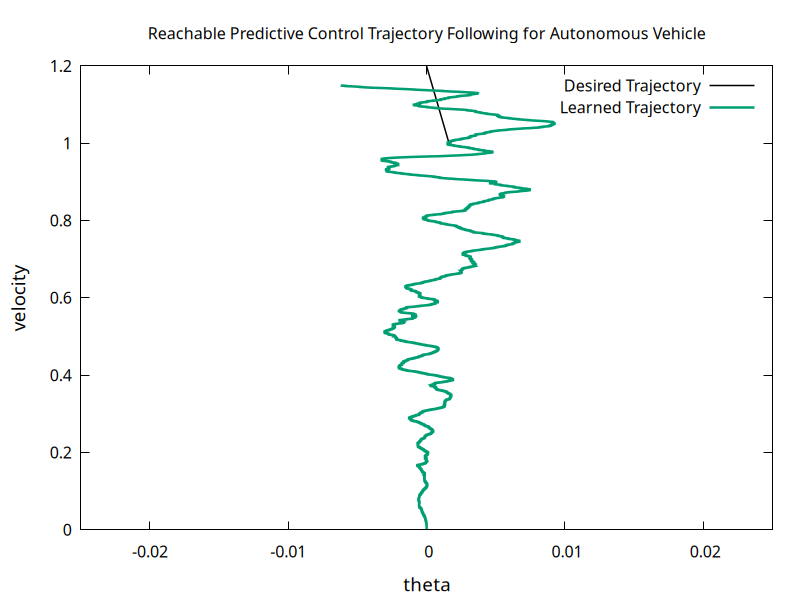 Reachable Predictive Control Trajectory Following for Autonomous Vehicle
1.2
Desired Trajectory
Learned Trajectory
1
0.8
0.6
0.4
0.2
0
velocity
-0.02
-0.01
0
0.01
0.02
theta